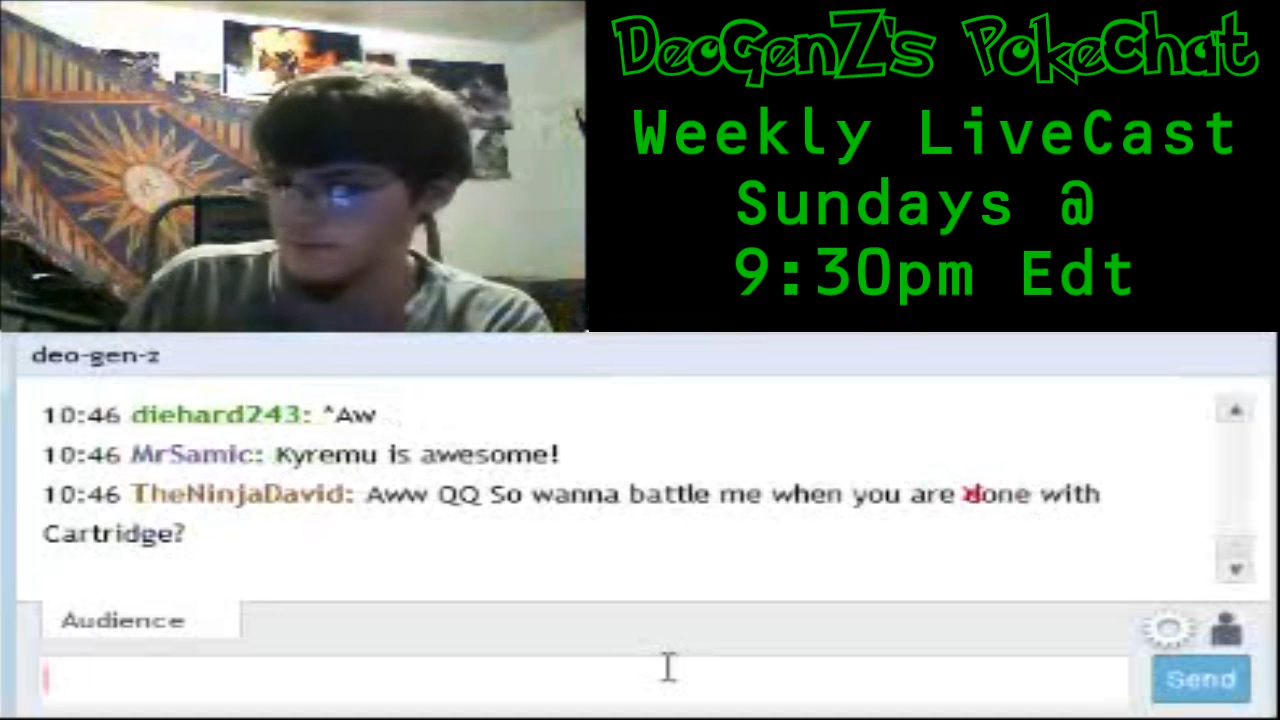 DeoGenZ's PokeChat
Weekly LiveCast
Sundays @
9:30pm Edt
deo-gen-z
10:46 diehard243: ^Aw
10:46 MrSamic: Kyremu is awesome!
10:46 TheNinjaDavid: Aww QQ So wanna battle me when you are done with
Cartridge?
Audience
Send